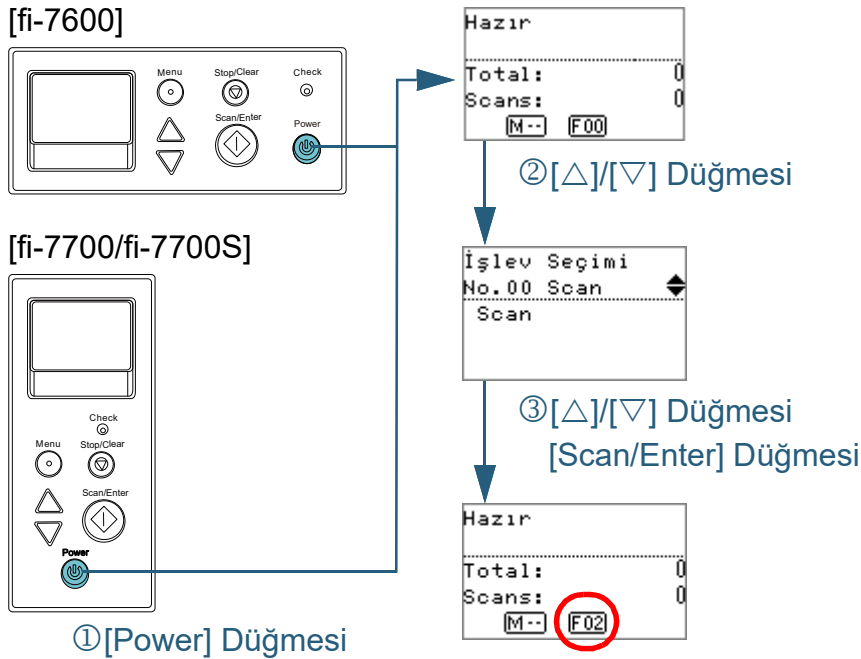 [fi-7600]
Menu
Stop/Clear
Check
Scan/Enter
Power
Hazır
Total: 0
Scans: 0
M-- F00
②[△]/[▽] Düğmesi
[fi-7700/fi-7700S]
Check
Menu
Stop/Clear
Scan/Enter
Power
①[Power] Düğmesi
İşlev Seçimi
No.00 Scan
Scan
③[△]/[▽] Düğmesi
[Scan/Enter] Düğmesi
Hazır
Total: 0
Scans: 0
M-- F02